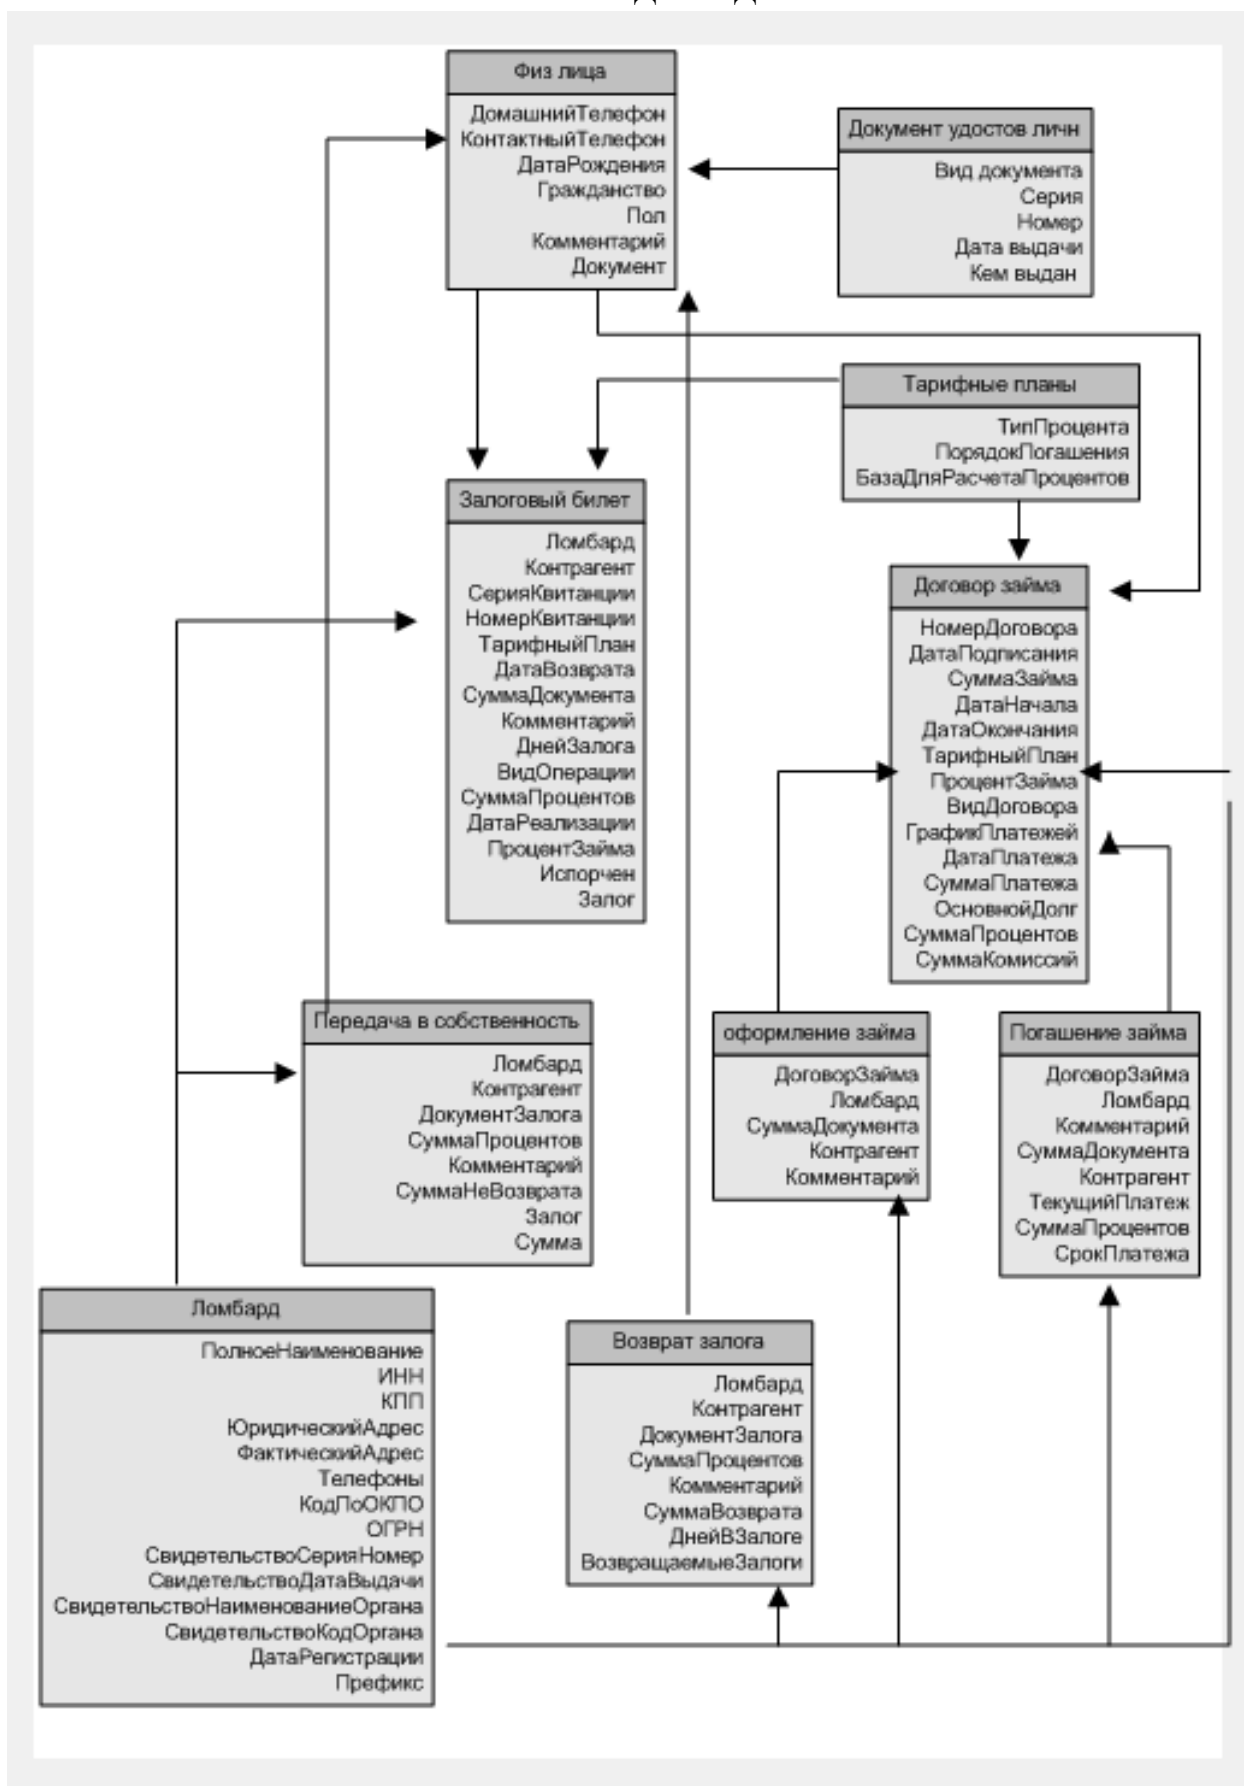 Физ лица
ДомашнийТелефон
КонтактныйТелефон
ДатаРождения
Гражданство
Пол
Комментарий
Документ
Документ удостов личн
Вид документа
Серия
Номер
Дата выдачи
Кем выдан
Тарифные планы
ТипПроцента
ПорядокПогашения
БазаДляРасчетаПроцентов
Залоговый билет
Ломбард
Контрагент
СерияКвитанции
НомерКвитанции
ТарифныйПлан
ДатаВозврата
СуммаДокумента
Комментарий
ДнейЗалога
ВидОперации
СуммаПроцентов
ДатаРеализации
ПроцентЗайма
Испорчен
Залог
Договор займа
НомерДоговора
ДатаПодписания
СуммаЗайма
ДатаНачала
ДатаОкончания
ТарифныйПлан
ПроцентЗайма
ВидДоговора
ГрафикПлатежей
ДатаПлатежа
СуммаПлатежа
ОсновнойДолг
СуммаПроцентов
СуммаКомиссий
Передача в собственность
Ломбард
Контрагент
ДокументЗалога
СуммаПроцентов
Комментарий
СуммаНеВозврата
Залог
Сумма
оформление займа
ДоговорЗайма
Ломбард
СуммаДокумента
Контрагент
Комментарий
Погашение займа
ДоговорЗайма
Ломбард
Комментарий
СуммаДокумента
Контрагент
ТекущийПлатеж
СуммаПроцентов
СрокПлатежа
Ломбард
ПолноеНаименование
ИНН
КПП
ЮридическийАдрес
ФактическийАдрес
Телефоны
КодПоОКПО
ОГРН
СвидетельствоСерияНомер
СвидетельствоДатаВыдачи
СвидетельствоНаименованиеОргана
СвидетельствоКодОргана
ДатаРегистрации
Префикс
Возврат залога
Ломбард
Контрагент
ДокументЗалога
СуммаПроцентов
Комментарий
СуммаВозврата
ДнейВЗалоге
ВозвращаемыеЗалоги